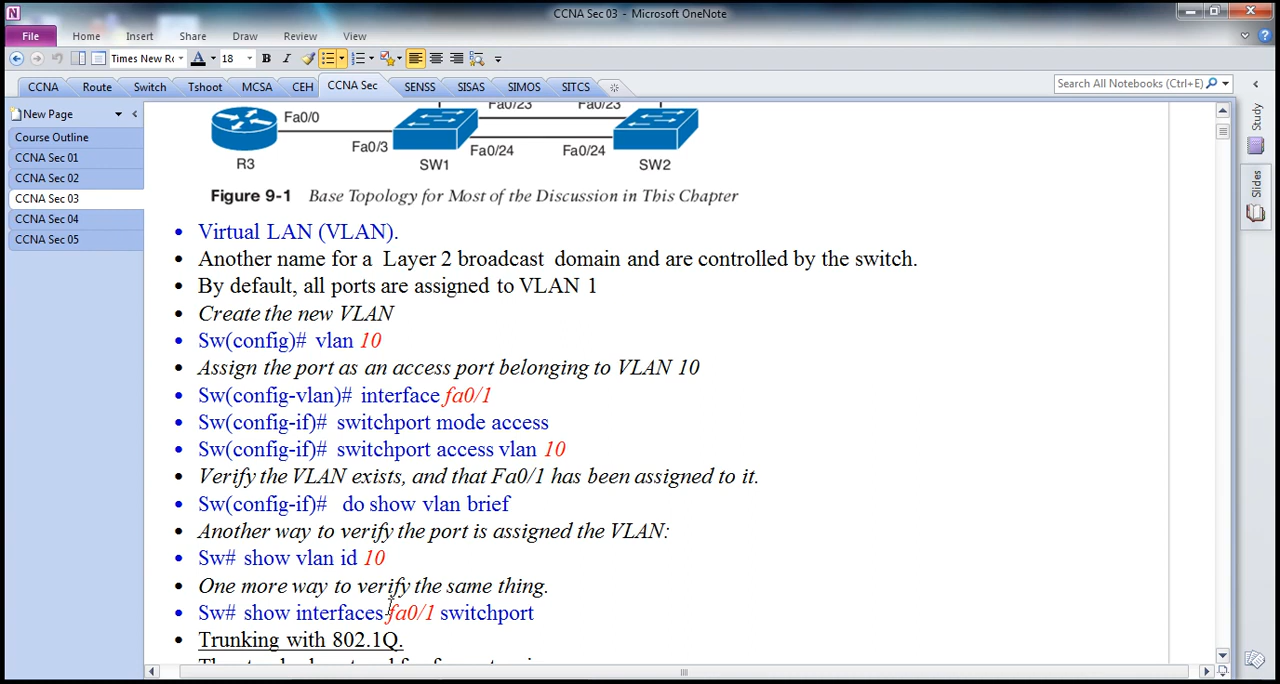 CCNA Sec 03 - Microsoft OneNote
File Home Insert Share Draw Review View
Times New Ro 18 B I
CCNA Route Switch Tshoot MCSA CEH CCNA Sec SENSS SISAS SIMOS SITCS
Search All Notebooks (Ctrl+E)
New Page
Course Outline
CCNA Sec 01
CCNA Sec 02
CCNA Sec 03
CCNA Sec 04
CCNA Sec 05
Study
Slides
Fa0/23 Fa0/23
Fa0/0
Fa0/3 Fa0/24 Fa0/24
R3 SW1 SW2
Figure 9-1 Base Topology for Most of the Discussion in This Chapter
• Virtual LAN (VLAN).
• Another name for a Layer 2 broadcast domain and are controlled by the switch.
• By default, all ports are assigned to VLAN 1
• Create the new VLAN
• Sw(config)# vlan 10
• Assign the port as an access port belonging to VLAN 10
• Sw(config-vlan)# interface fa0/1
• Sw(config-if)# switchport mode access
• Sw(config-if)# switchport access vlan 10
• Verify the VLAN exists, and that Fa0/1 has been assigned to it.
• Sw(config-if)# do show vlan brief
• Another way to verify the port is assigned the VLAN:
• Sw# show vlan id 10
• One more way to verify the same thing.
• Sw# show interfaces fa0/1 switchport
• Trunking with 802.1Q.